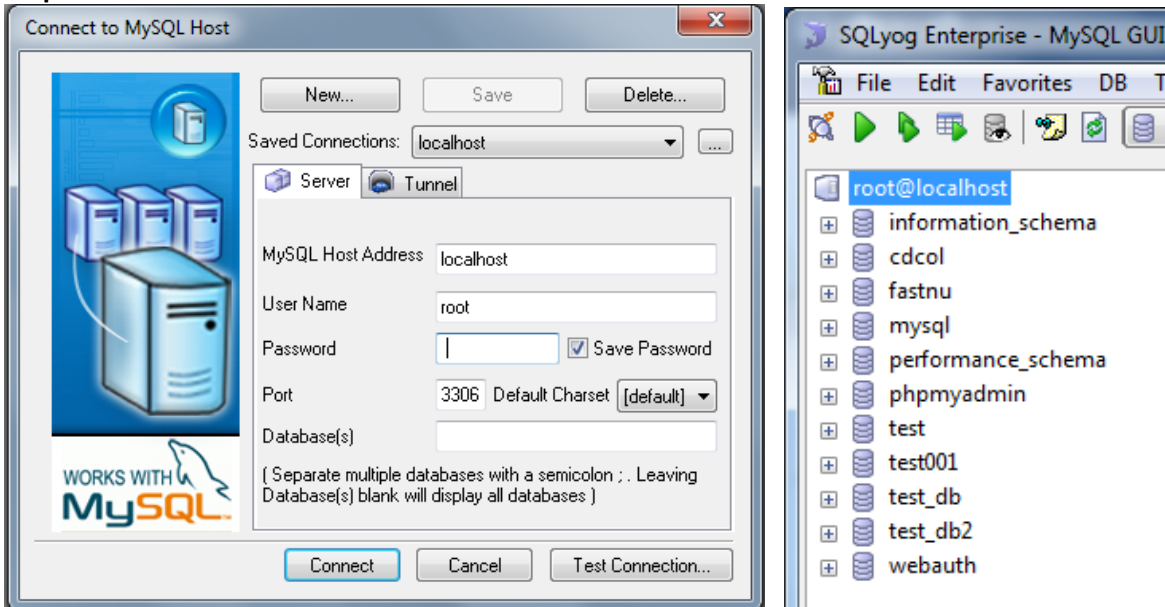 Connect to MySQL Host
New...
Save
Delete...
Saved Connections:
localhost
...
Server
Tunnel
MySQL Host Address
localhost
User Name
root
Password
Save Password
Port
3306
Default Charset
[default]
Database(s)
( Separate multiple databases with a semicolon ; . Leaving
Database(s) blank will display all databases )
WORKS WITH
MySQL
Connect
Cancel
Test Connection...
SQLyog Enterprise - MySQL GUI
File Edit Favorites DB T
root@localhost
information_schema
cdcol
fastnu
mysql
performance_schema
phpmyadmin
test
test001
test_db
test_db2
webauth